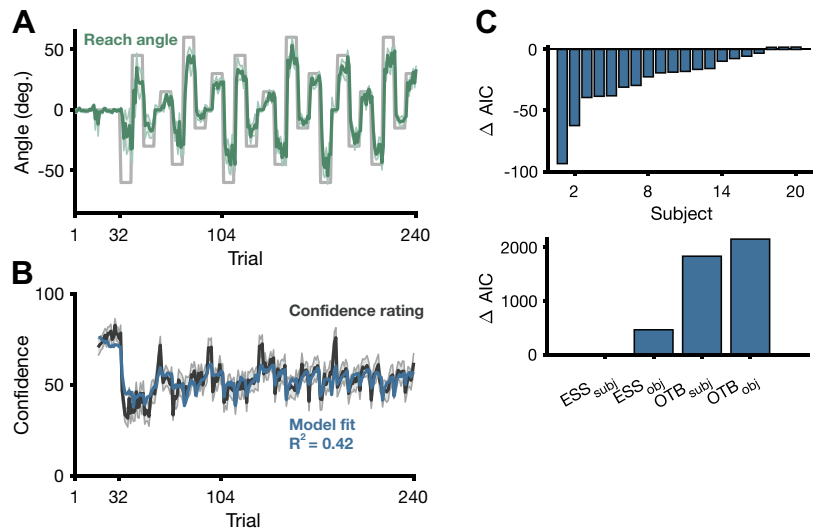 A
Reach angle
50
0
-50
Angle (deg.)
1 32 104 240
Trial
B
100
50
0
Confidence
Confidence rating
Model fit
R² = 0.42
1 32 104 240
Trial
C
0
-50
-100
Δ AIC
2 8 14 20
Subject
2000
1000
0
Δ AIC
ESS subj ESS obj OTB subj OTB obj